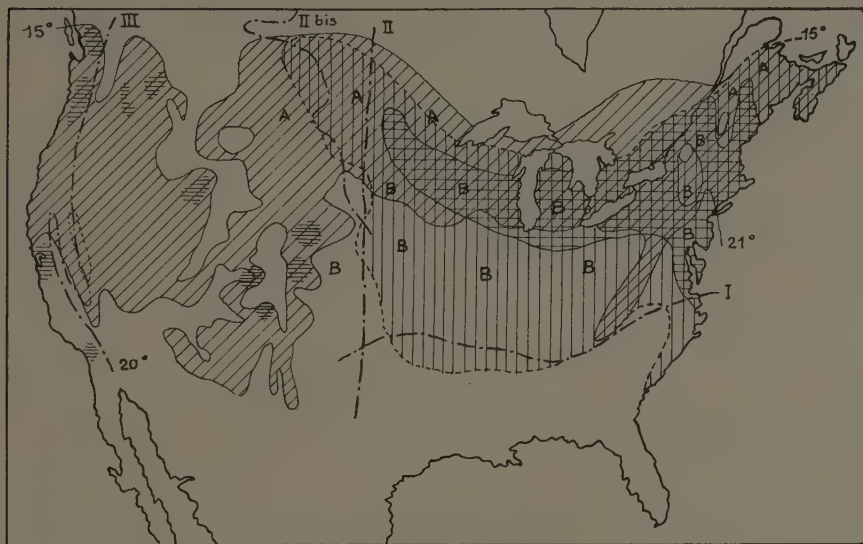 15° III II bis II 15°
A A A A A
B B B B
B 21°
B B B B B
I
20°